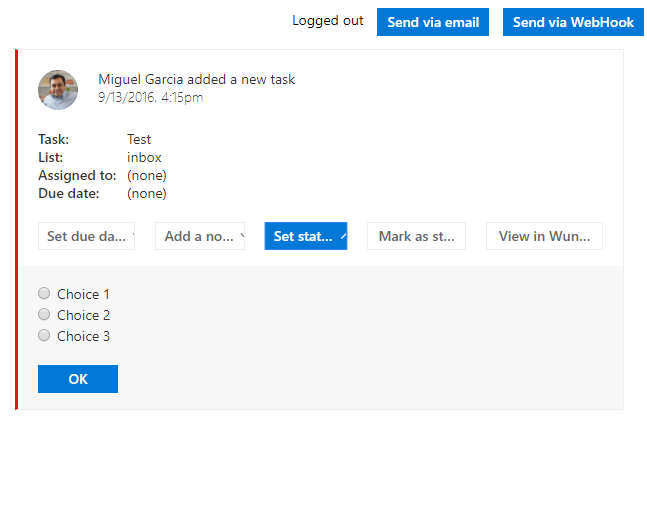 Logged out Send via email Send via WebHook
Miguel Garcia added a new task
9/13/2016, 4:15pm
Task: Test
List: inbox
Assigned to: (none)
Due date: (none)
Set due da... Add a no... Set stat... Mark as st... View in Wun...
Choice 1
Choice 2
Choice 3
OK